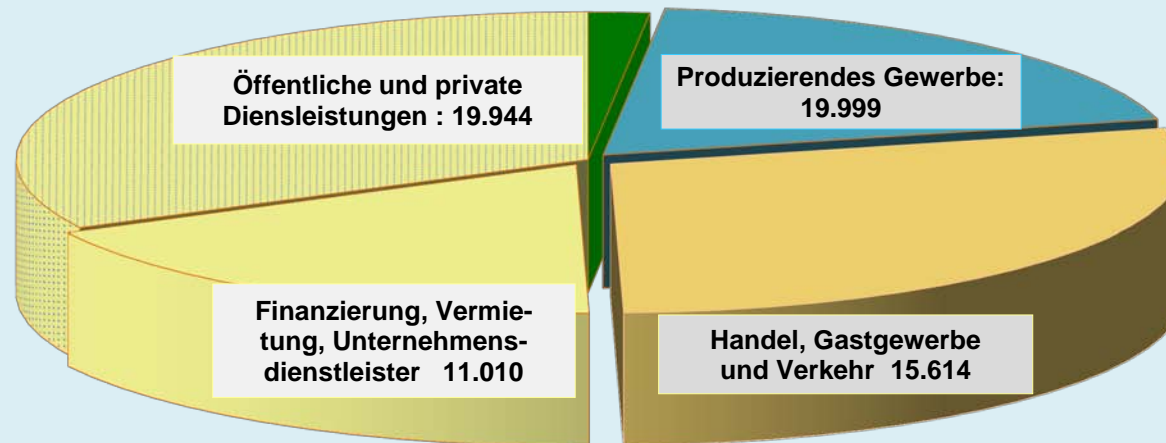 Öffentliche und private
Diensleistungen : 19.944
Produzierendes Gewerbe:
19.999
Finanzierung, Vermie-
tung, Unternehmens-
dienstleister 11.010
Handel, Gastgewerbe
und Verkehr 15.614